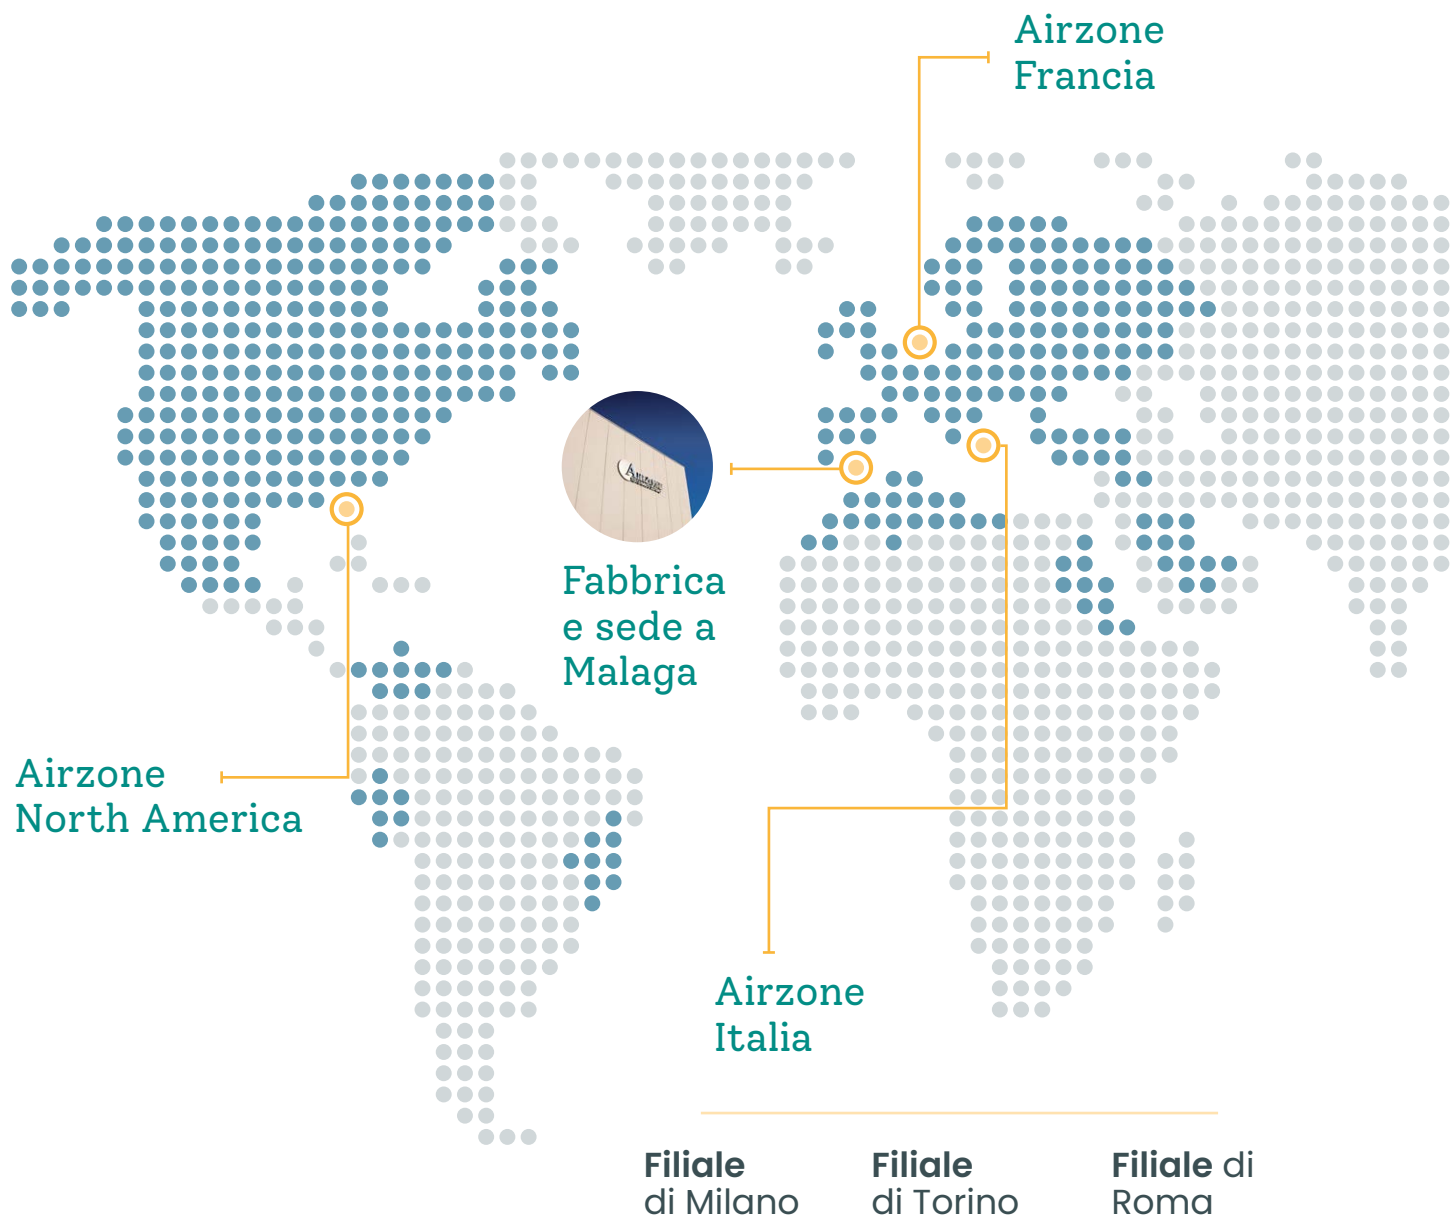 Airzone
Francia
Airzone
Fabbrica
e sede a
Malaga
Airzone
North America
Airzone
Italia
Filiale
di Milano
Filiale
di Torino
Filiale di
Roma